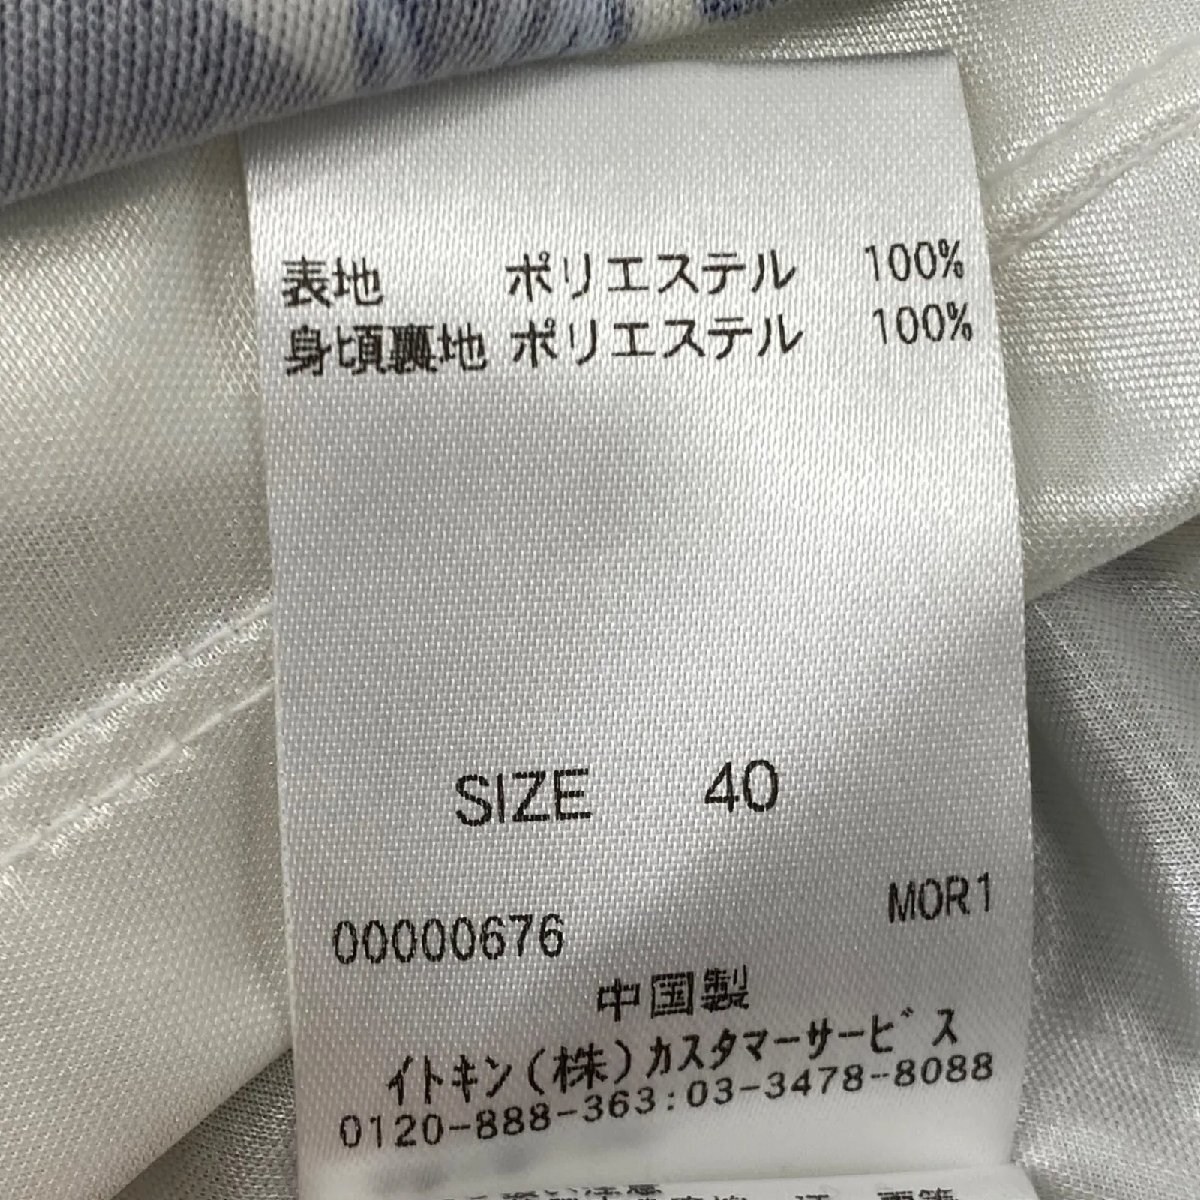 表地 ポリエステル 100%
身頃裏地 ポリエステル 100%
SIZE 40
MOR1
00000676
中国製
イトキン(株)カスタマーサービス
0120-888-363:03-3478-8088